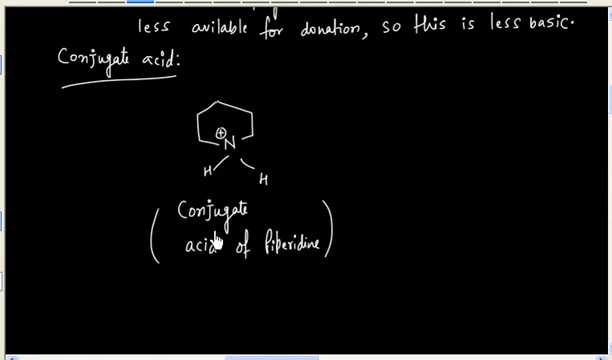 less avilable for donation, so this is less basic.
Conjugate acid:
⊕
N
H
H
(Conjugate
acid of Piperidine)